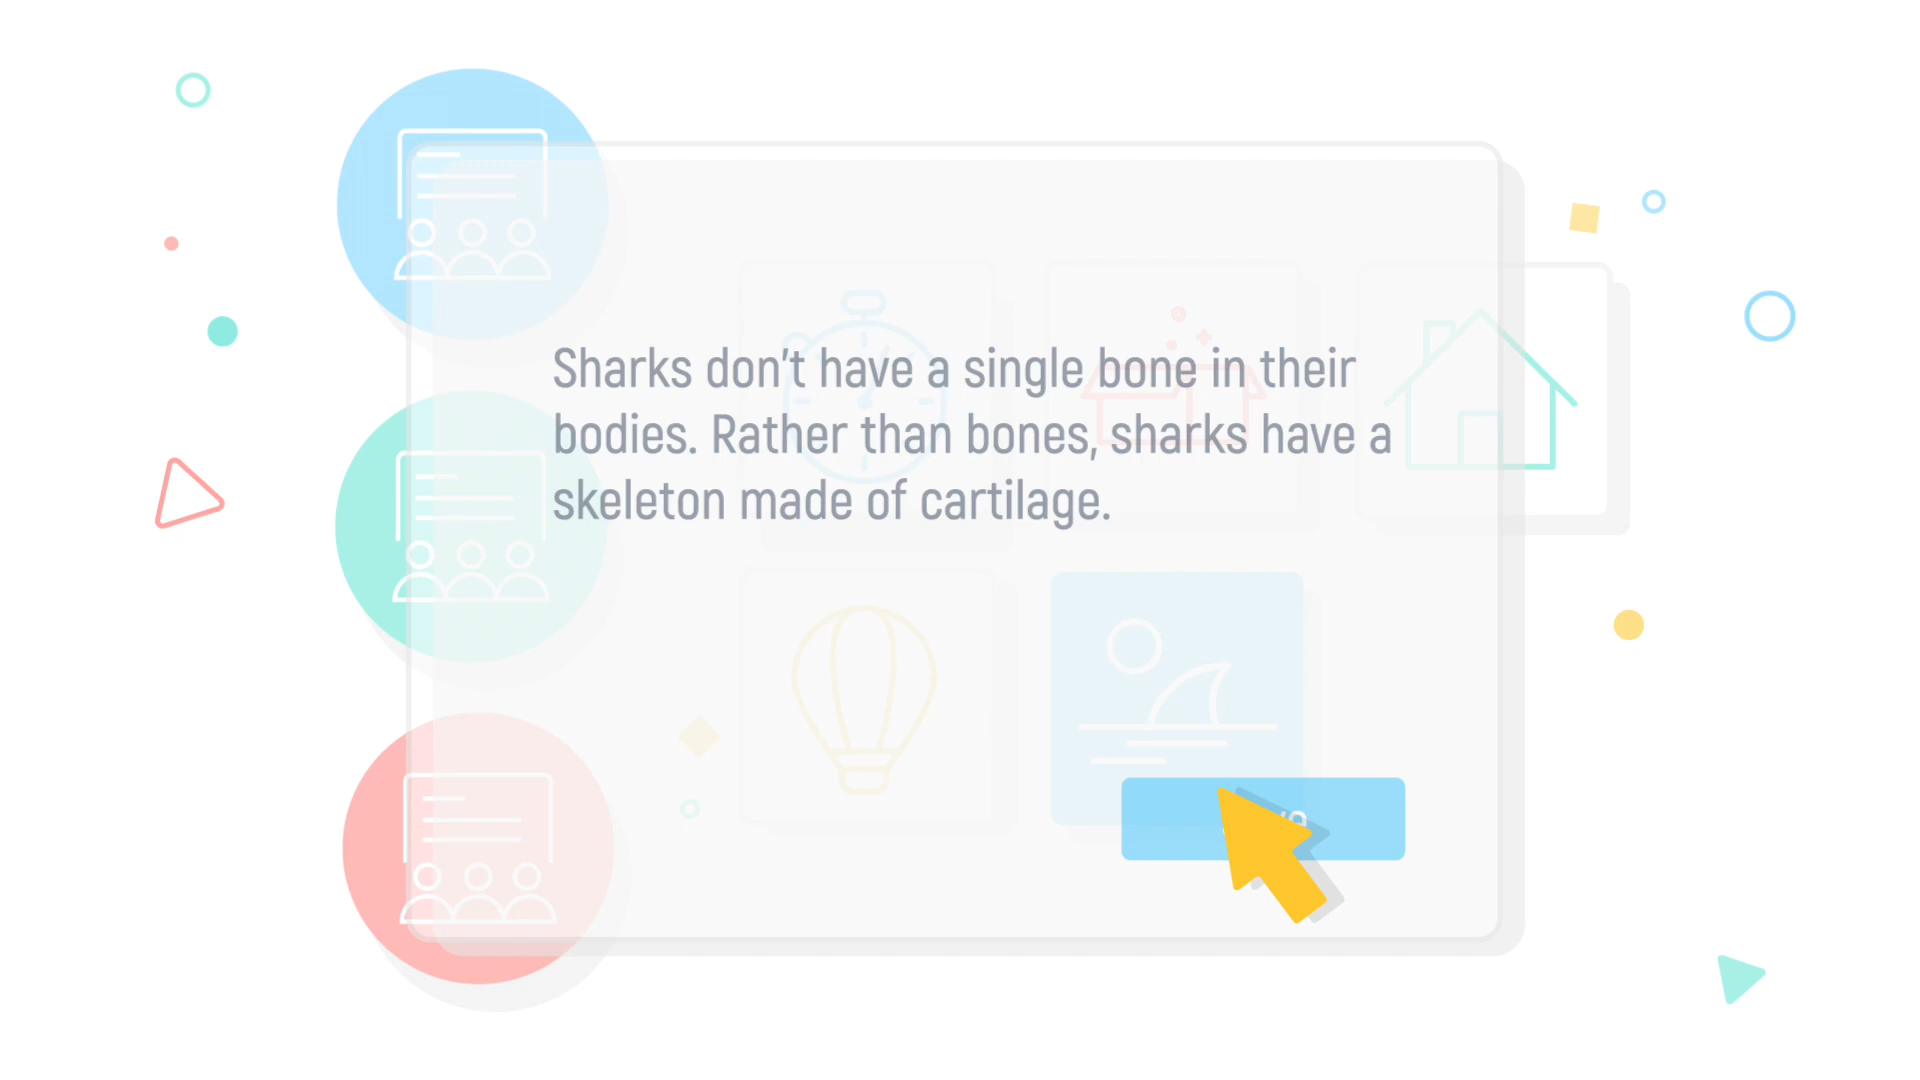 Sharks don't have a single bone in their
bodies. Rather than bones, sharks have a
skeleton made of cartilage.